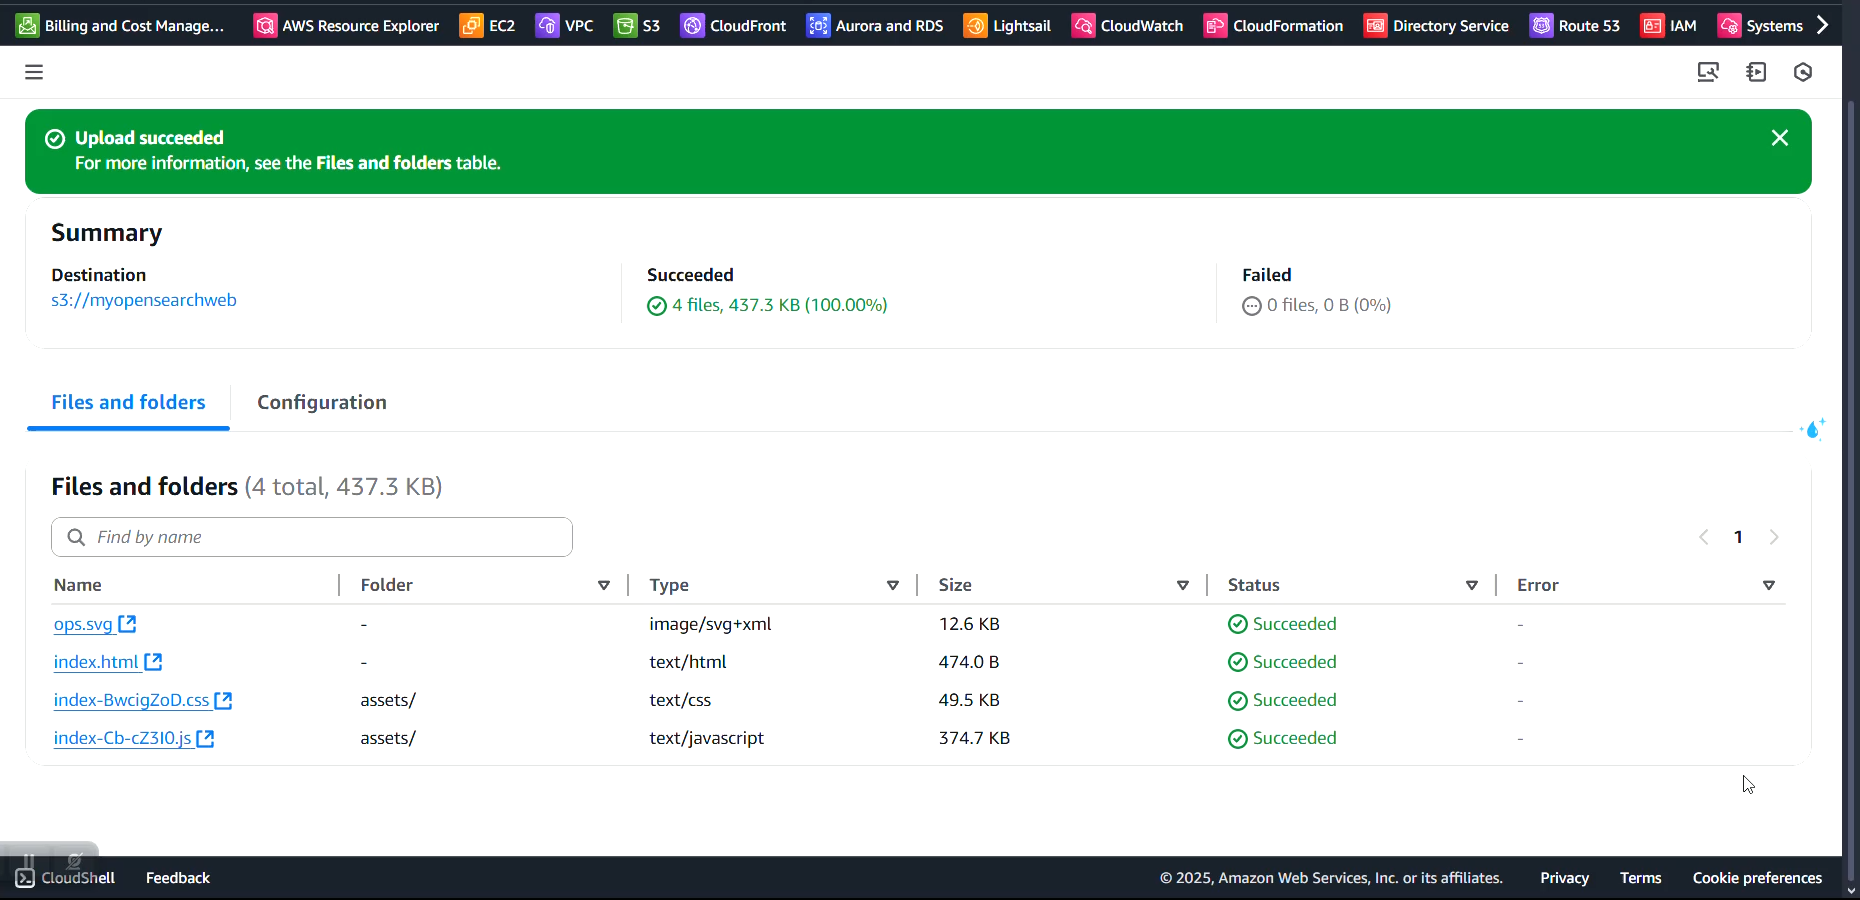 Billing and Cost Manage... AWS Resource Explorer EC2 VPC S3 CloudFront Aurora and RDS Lightsail CloudWatch CloudFormation Directory Service Route 53 IAM Systems
Upload succeeded
For more information, see the Files and folders table.
Summary
Destination Succeeded Failed
s3://myopensearchweb 4 files, 437.3 KB (100.00%) 0 files, 0 B (0%)
Files and folders Configuration
Files and folders (4 total, 437.3 KB)
Find by name 1
Name Folder Type Size Status Error
ops.svg - image/svg+xml 12.6 KB Succeeded -
index.html - text/html 474.0 B Succeeded -
index-BwcigZoD.css assets/ text/css 49.5 KB Succeeded -
index-Cb-cZ3I0.js assets/ text/javascript 374.7 KB Succeeded -
CloudShell Feedback © 2025, Amazon Web Services, Inc. or its affiliates. Privacy Terms Cookie preferences